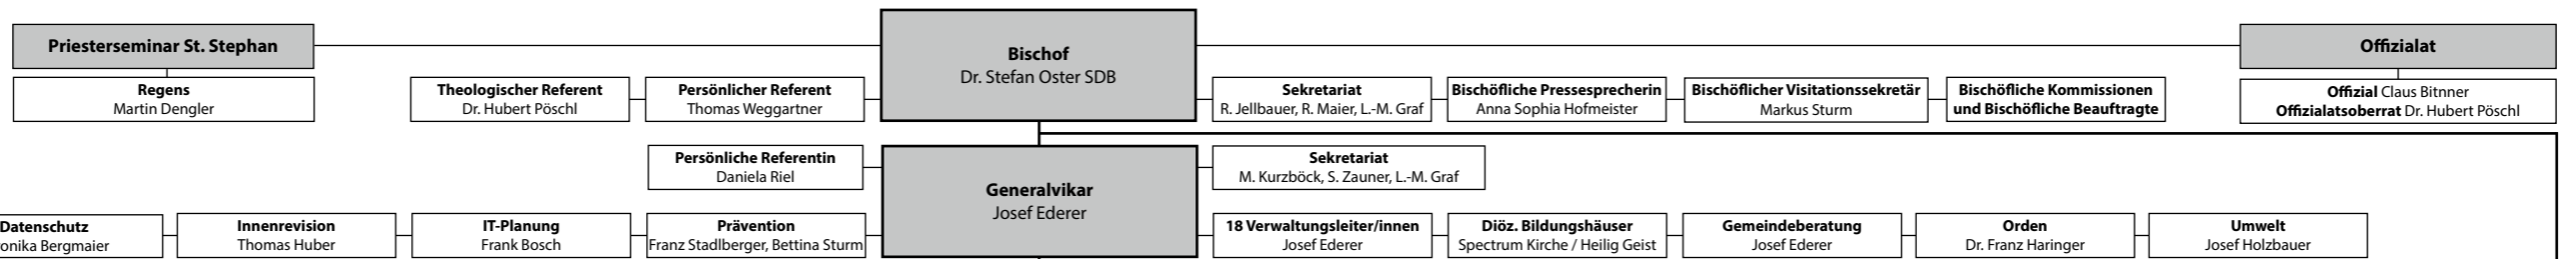 Priesterseminar St. Stephan
Regens
Martin Dengler
Theologischer Referent
Dr. Hubert Pöschl
Persönlicher Referent
Thomas Weggartner
Bischof
Dr. Stefan Oster SDB
Sekretariat
R. Jellbauer, R. Maier, L.-M. Graf
Bischöfliche Pressesprecherin
Anna Sophia Hofmeister
Bischöflicher Visitationssekretär
Markus Sturm
Bischöfliche Kommissionen
und Bischöfliche Beauftragte
Offizialat
Offizial Claus Bitnner
Offizialatsoberrat Dr. Hubert Pöschl
Persönliche Referentin
Daniela Riel
Generalvikar
Josef Ederer
Sekretariat
M. Kurzböck, S. Zauner, L.-M. Graf
Datenschutz
onika Bergmaier
Innenrevision
Thomas Huber
IT-Planung
Frank Bosch
Prävention
Franz Stadlberger, Bettina Sturm
18 Verwaltungsleiter/innen
Josef Ederer
Diöz. Bildungshäuser
Spectrum Kirche / Heilig Geist
Gemeindeberatung
Josef Ederer
Orden
Dr. Franz Haringer
Umwelt
Josef Holzbauer